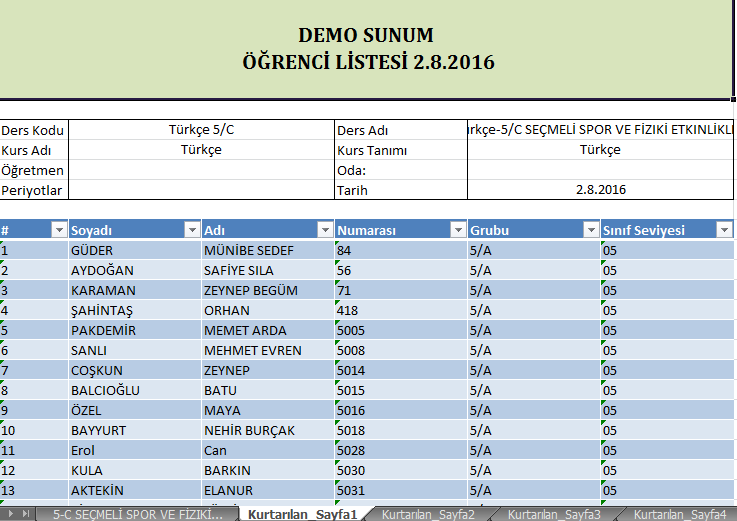 DEMO SUNUM
ÖĞRENCİ LİSTESİ 2.8.2016
Ders Kodu Türkçe 5/C Ders Adı rkçe-5/C SEÇMELİ SPOR VE FİZİKİ ETKINLİKL
Kurs Adı Türkçe Kurs Tanımı Türkçe
Öğretmen Oda:
Periyotlar Tarih 2.8.2016
# Soyadı Adı Numarası Grubu Sınıf Seviyesi
1 GÜDER MÜNİBE SEDEF 84 5/A 05
2 AYDOĞAN SAFİYE SILA 56 5/A 05
3 KARAMAN ZEYNEP BEGÜM 71 5/A 05
4 ŞAHİNTAŞ ORHAN 418 5/A 05
5 PAKDEMİR MEMET ARDA 5005 5/A 05
6 SANLI MEHMET EVREN 5008 5/A 05
7 COŞKUN ZEYNEP 5014 5/A 05
8 BALCIOĞLU BATU 5015 5/A 05
9 ÖZEL MAYA 5016 5/A 05
10 BAYYURT NEHİR BURÇAK 5018 5/A 05
11 Erol Can 5028 5/A 05
12 KULA BARKIN 5030 5/A 05
13 AKTEKİN ELANUR 5031 5/A 05
5-C SEÇMELİ SPOR VE FİZİKİ... Kurtarılan_Sayfa1 Kurtarılan_Sayfa2 Kurtarılan_Sayfa3 Kurtarılan_Sayfa4